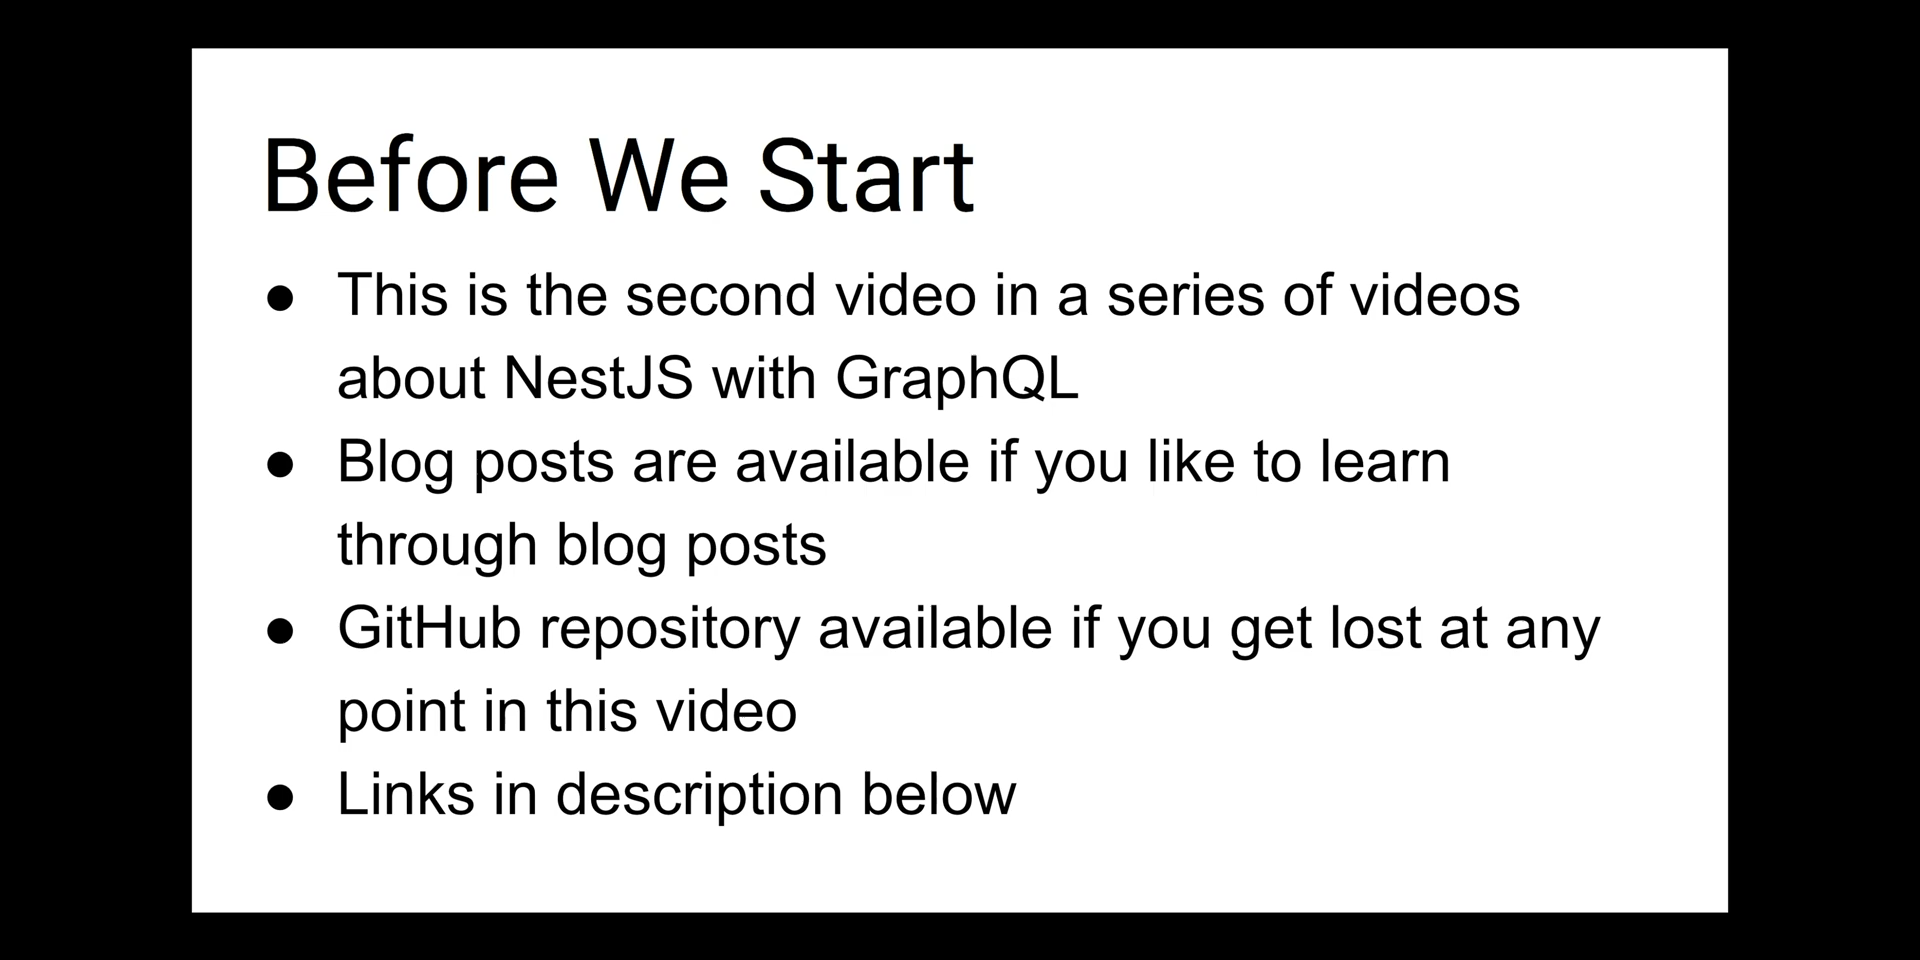 Before We Start
● This is the second video in a series of videos
about NestJS with GraphQL
● Blog posts are available if you like to learn
through blog posts
● GitHub repository available if you get lost at any
point in this video
● Links in description below